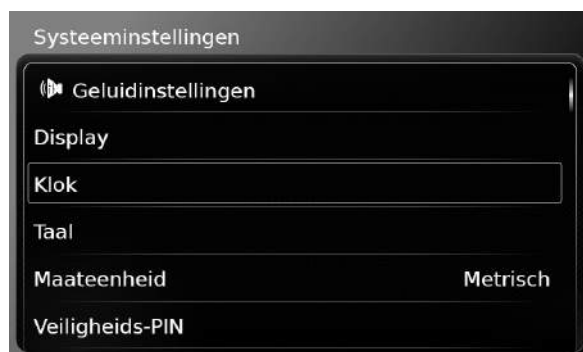 Systeeminstellingen
Geluidinstellingen
Display
Klok
Taal
Maateenheid Metrisch
Veiligheids-PIN